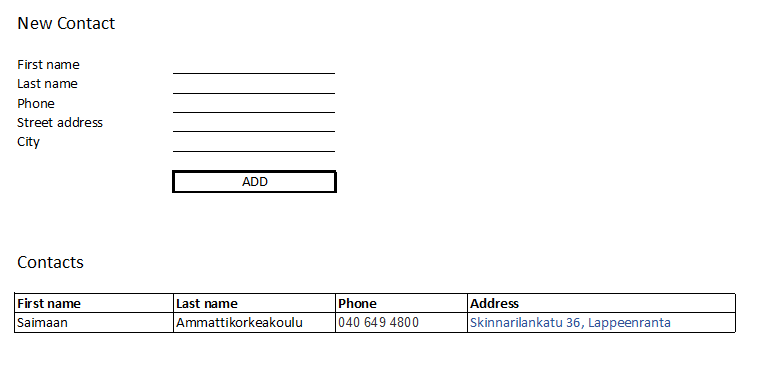 New Contact
First name
Last name
Phone
Street address
City
ADD
Contacts
First name Last name Phone Address
Saimaan Ammattikorkeakoulu 040 649 4800 Skinnarilankatu 36, Lappeenranta